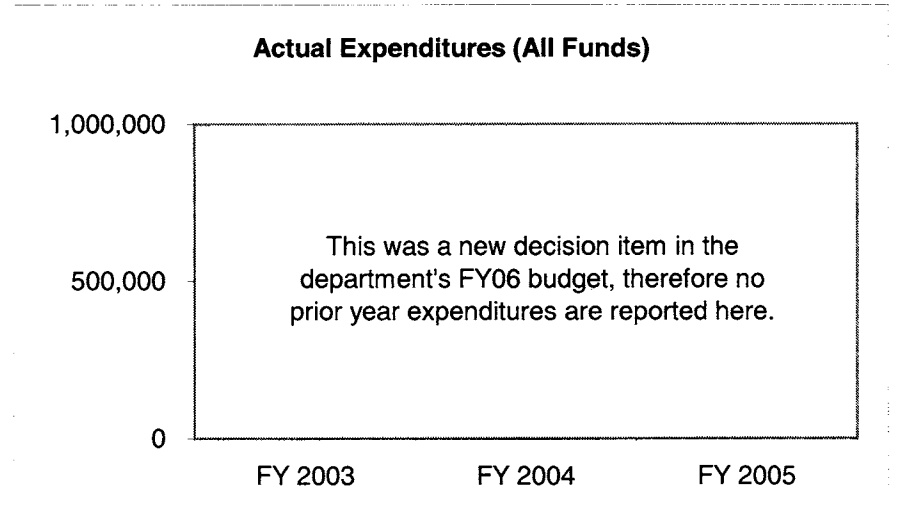 Actual Expenditures (All Funds)
1,000,000
500,000
0
This was a new decision item in the
department's FY06 budget, therefore no
prior year expenditures are reported here.
FY 2003 FY 2004 FY 2005